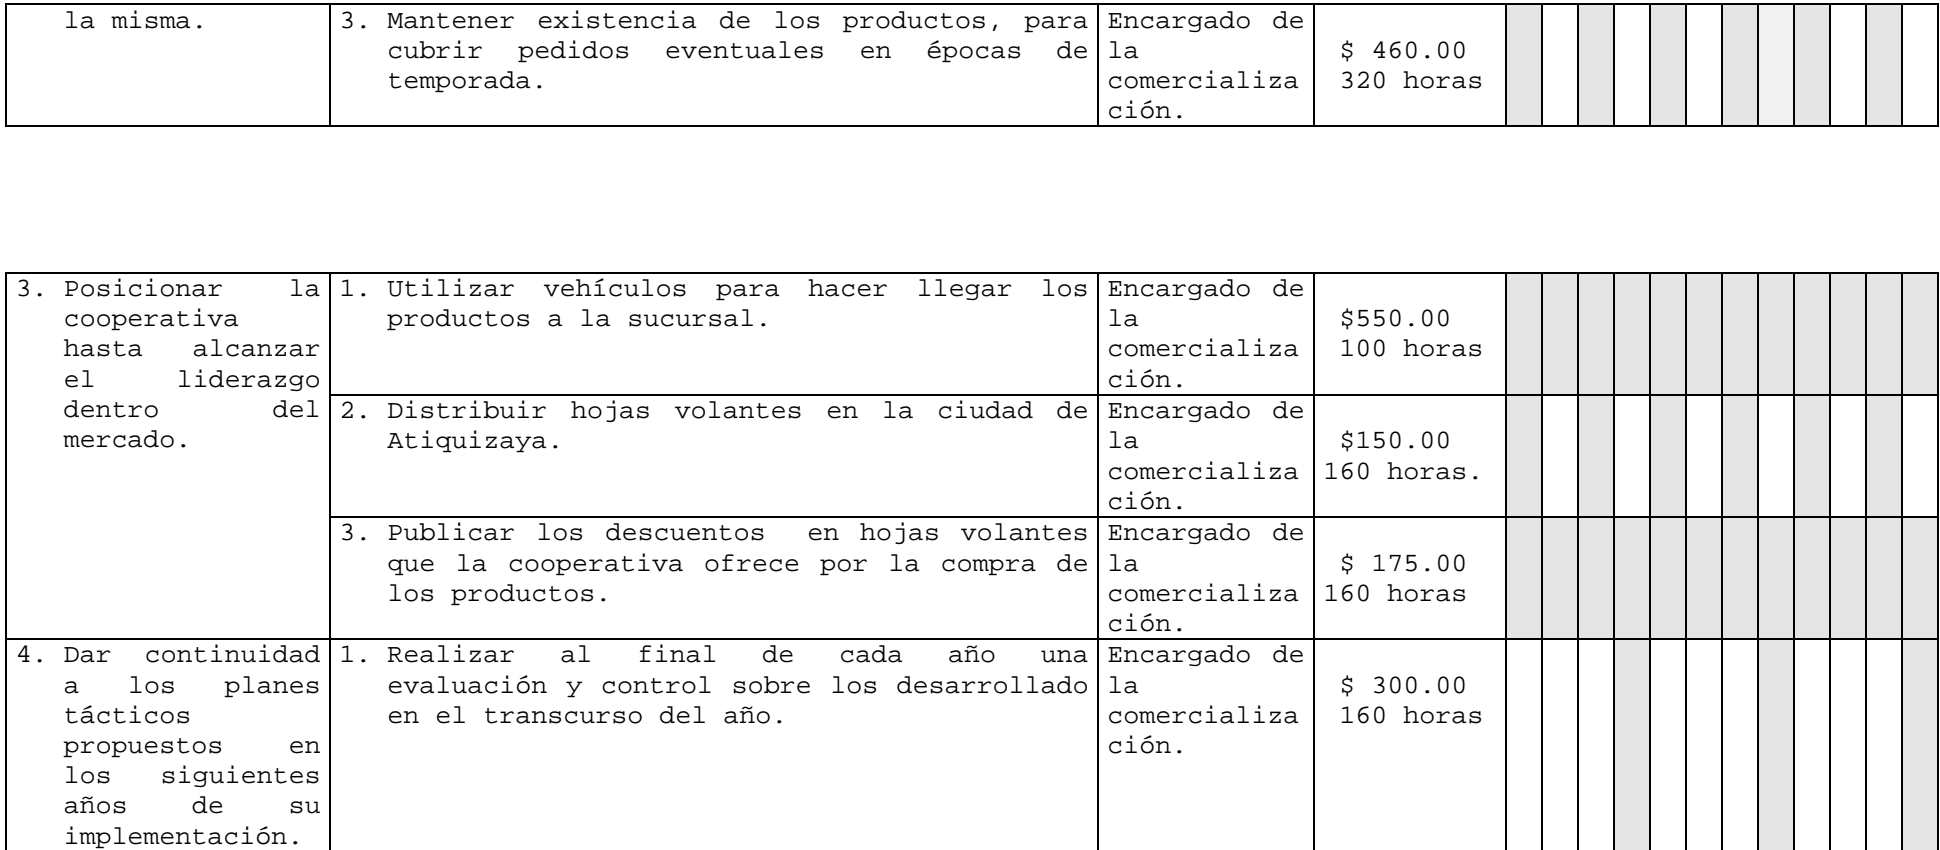 la misma.
3. Mantener existencia de los productos, para
cubrir pedidos eventuales en épocas de
temporada.
Encargado de
la
comercializa
ción.
$ 460.00
320 horas
3. Posicionar la
cooperativa
hasta alcanzar
el liderazgo
dentro del
mercado.
1. Utilizar vehículos para hacer llegar los
productos a la sucursal.
Encargado de
la
comercializa
ción.
$550.00
100 horas
2. Distribuir hojas volantes en la ciudad de
Atiquizaya.
Encargado de
la
comercializa
ción.
$150.00
160 horas.
3. Publicar los descuentos en hojas volantes
que la cooperativa ofrece por la compra de
los productos.
Encargado de
la
comercializa
ción.
$ 175.00
160 horas
4. Dar continuidad
a los planes
tácticos
propuestos en
los siguientes
años de su
implementación.
1. Realizar al final de cada año una
evaluación y control sobre los desarrollado
en el transcurso del año.
Encargado de
la
comercializa
ción.
$ 300.00
160 horas